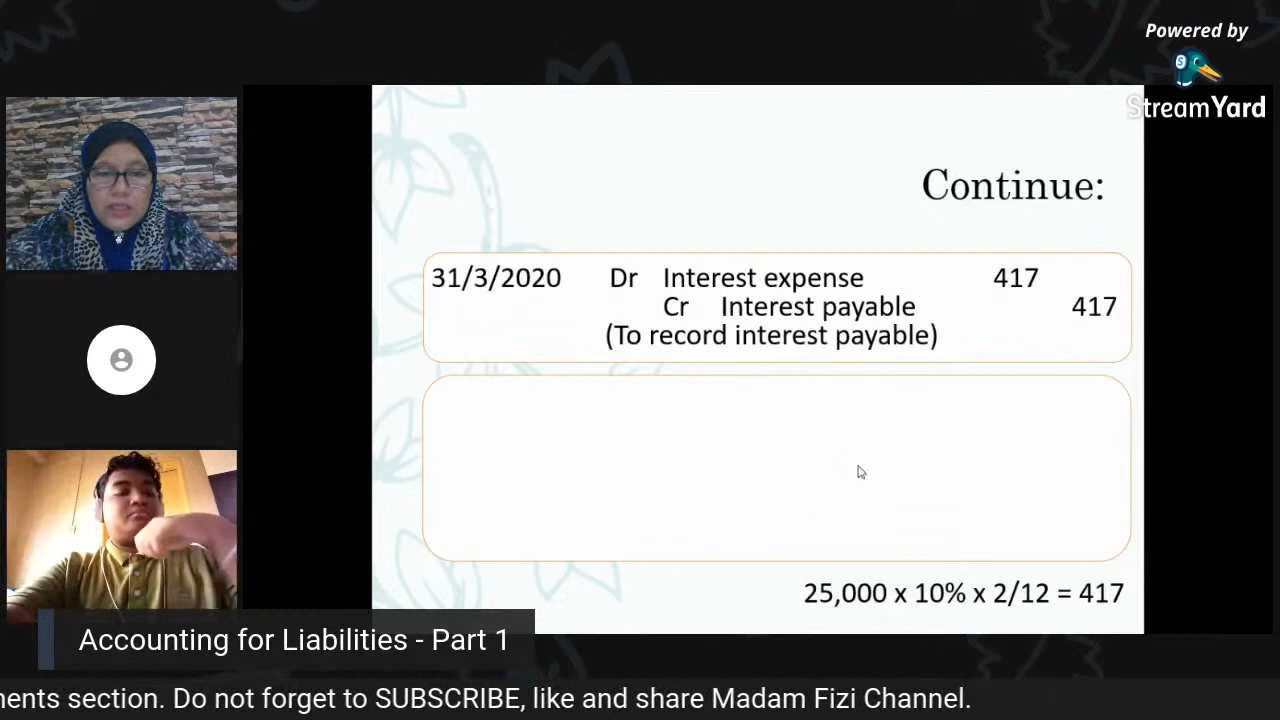 Powered by
StreamYard
Continue:
31/3/2020 Dr Interest expense 417
Cr Interest payable 417
(To record interest payable)
25,000 x 10% x 2/12 = 417
Accounting for Liabilities - Part 1
section. Do not forget to SUBSCRIBE, like and share Madam Fizi Channel.